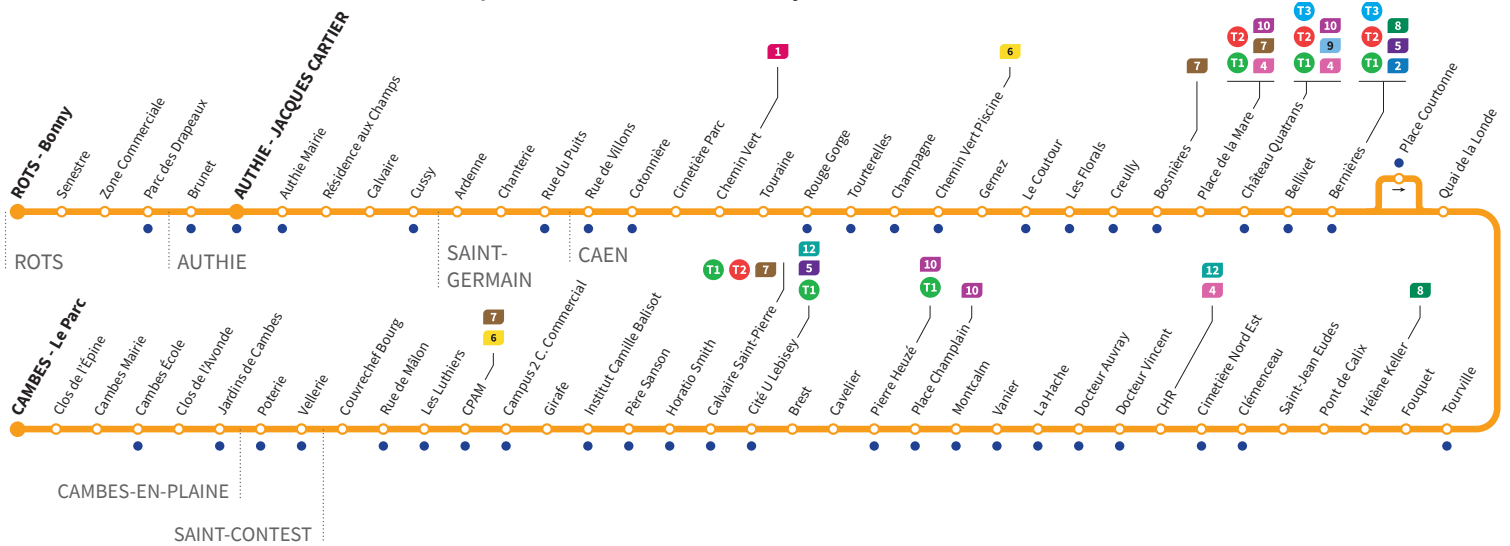 ROTS - Bonny
Senestre
Zone Commerciale
Parc des Drapeaux
Brunet
AUTHIE - JACQUES CARTIER
Authie Mairie
Résidence aux Champs
Calvaire
Cussy
Ardenne
Chanterie
Rue du Puits
Rue de Villons
Cotonnière
Cimetière Parc
Chemin Vert
1
Touraine
Rouge Gorge
Tourterelles
Champagne
Chemin Vert Piscine
6
Gernez
Le Coutour
Les Florals
Creully
Bosnières
7
Place de la Mare
10
T2 7
T1 4
Château Quatrans
T3 10
T2 9
T1 4
Bellivet
Bernières
T3 8
T2 5
T1 2
Place Courtonne
→
Quai de la Londe
ROTS
AUTHIE
SAINT-
GERMAIN
CAEN
CAMBES - Le Parc
Clos de l'Épine
Cambes Mairie
Cambes École
Clos de l'Avonde
Jardins de Cambes
Poterie
Vellerie
Couvrechef Bourg
Rue de Mâlon
Les Luthiers
CPAM
7
6
Campus 2 C. Commercial
Girafe
Institut Camille Balisot
Père Sanson
Horatio Smith
Calvaire Saint-Pierre
T1 T2 7
Cité U Lebisey
12
5
T1
Brest
Cavelier
Pierre Heuzé
10
T1
Place Champlain
10
Montcalm
Vanier
La Hache
Docteur Auvray
Docteur Vincent
CHR
12
4
Cimetière Nord Est
Clémenceau
Saint-Jean Eudes
Pont de Calix
Hélène Keller
8
Fouquet
Tourville
CAMBES-EN-PLAINE
SAINT-CONTEST